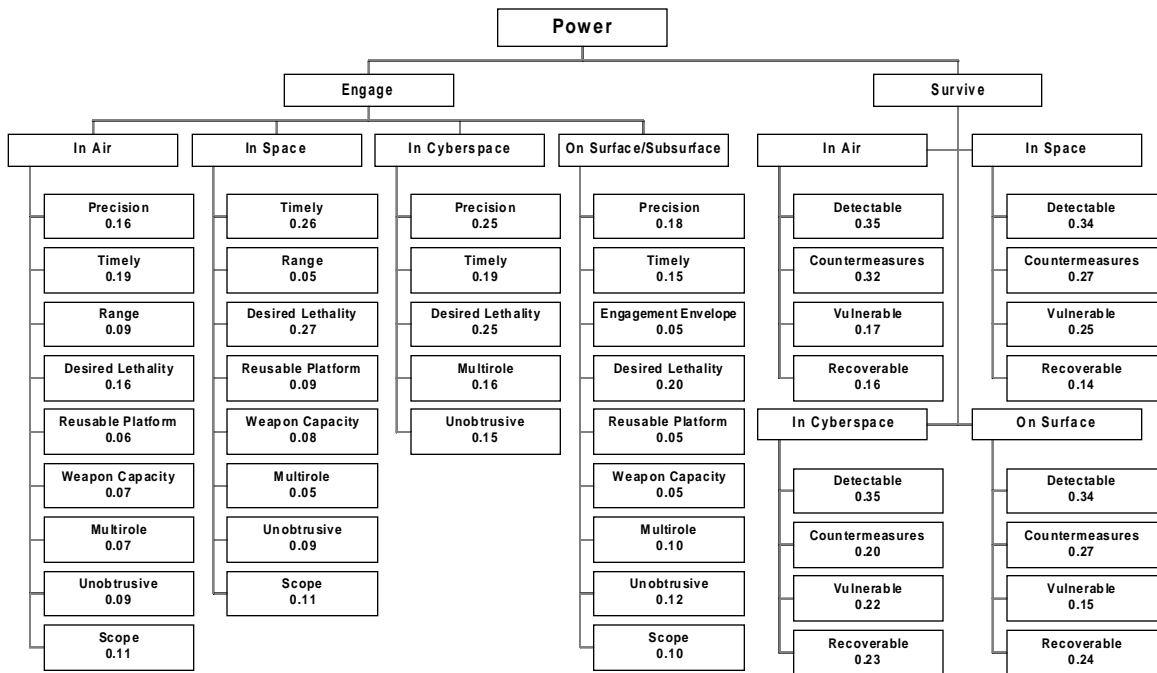 Power
Engage
Survive
In Air
In Space
In Cyberspace
On Surface/Subsurface
In Air
In Space
Precision
0.16
Timely
0.19
Range
0.09
Desired Lethality
0.16
Reusable Platform
0.06
Weapon Capacity
0.07
Multirole
0.07
Unobtrusive
0.09
Scope
0.11
Timely
0.26
Range
0.05
Desired Lethality
0.27
Reusable Platform
0.09
Weapon Capacity
0.08
Multirole
0.05
Unobtrusive
0.09
Scope
0.11
Precision
0.25
Timely
0.19
Desired Lethality
0.25
Multirole
0.16
Unobtrusive
0.15
Precision
0.18
Timely
0.15
Engagement Envelope
0.05
Desired Lethality
0.20
Reusable Platform
0.05
Weapon Capacity
0.05
Multirole
0.10
Unobtrusive
0.12
Scope
0.10
Detectable
0.35
Countermeasures
0.32
Vulnerable
0.17
Recoverable
0.16
Detectable
0.34
Countermeasures
0.27
Vulnerable
0.25
Recoverable
0.14
In Cyberspace
On Surface
Detectable
0.35
Countermeasures
0.20
Vulnerable
0.22
Recoverable
0.23
Detectable
0.34
Countermeasures
0.27
Vulnerable
0.15
Recoverable
0.24